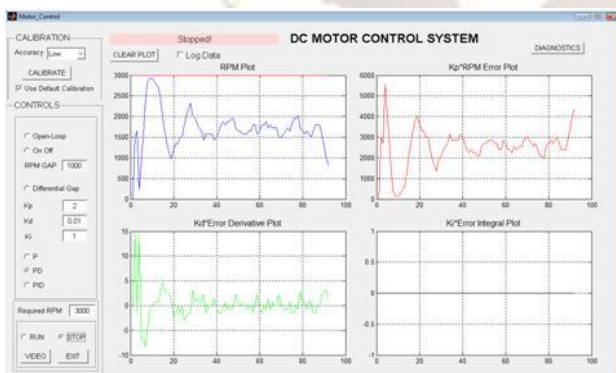 Motor_Control
CALIBRATION
Accuracy Low
CALIBRATE
Use Default Calibration
CONTROLS
Open-Loop
On Off
RPM GAP 1000
Differential Gap
Kp 2
Kd 0.01
Ki 1
P
PD
PID
Required RPM 3000
RUN STOP
VIDEO EXIT
Stopped!
DC MOTOR CONTROL SYSTEM
CLEAR PLOT Log Data
DIAGNOSTICS
RPM Plot
3000
2500
2000
1500
1000
500
0
0 20 40 60 80 100
Kp*RPM Error Plot
6000
5000
4000
3000
2000
1000
0
0 20 40 60 80 100
Kd*Error Derivative Plot
15
10
5
0
-5
-10
0 20 40 60 80 100
Ki*Error Integral Plot
1
0.5
0
-0.5
-1
0 20 40 60 80 100